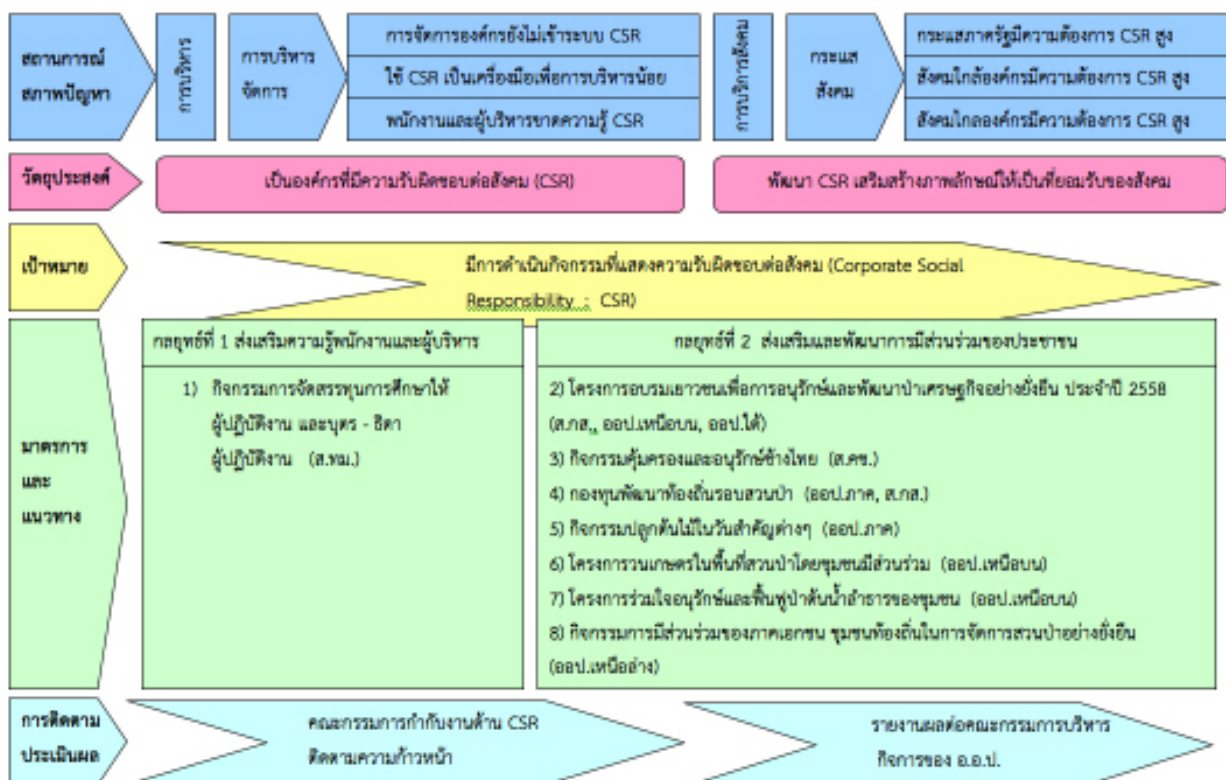 สถานการณ์
สภาพปัญหา
การบริหาร
การบริหาร
จัดการ
การจัดการองค์กรยังไม่เข้าระบบ CSR
ใช้ CSR เป็นเครื่องมือเพื่อการบริหารน้อย
พนักงานและผู้บริหารขาดความรู้ CSR
การบริการสังคม
กระแส
สังคม
กระแสภาครัฐมีความต้องการ CSR สูง
สังคมใกล้องค์กรมีความต้องการ CSR สูง
สังคมไกลองค์กรมีความต้องการ CSR สูง
วัตถุประสงค์
เป็นองค์กรที่มีความรับผิดชอบต่อสังคม (CSR)
พัฒนา CSR เสริมสร้างภาพลักษณ์ให้เป็นที่ยอมรับของสังคม
เป้าหมาย
มีการดำเนินกิจกรรมที่แสดงความรับผิดชอบต่อสังคม (Corporate Social
Responsibility : CSR)
มาตรการ
และ
แนวทาง
กลยุทธ์ที่ 1 ส่งเสริมความรู้พนักงานและผู้บริหาร
1) กิจกรรมการจัดสรรทุนการศึกษาให้
ผู้ปฏิบัติงาน และบุตร - ธิดา
ผู้ปฏิบัติงาน (ส.ทม.)
กลยุทธ์ที่ 2 ส่งเสริมและพัฒนาการมีส่วนร่วมของประชาชน
2) โครงการอบรมเยาวชนเพื่อการอนุรักษ์และพัฒนาป่าเศรษฐกิจอย่างยั่งยืน ประจำปี 2558
(ส.กส., ออป.เหนือบน, ออป.ใต้)
3) กิจกรรมคุ้มครองและอนุรักษ์ช้างไทย (ส.คช.)
4) กองทุนพัฒนาท้องถิ่นรอบสวนป่า (ออป.ภาค, ส.กส.)
5) กิจกรรมปลูกต้นไม้ในวันสำคัญต่างๆ (ออป.ภาค)
6) โครงการวนเกษตรในพื้นที่สวนป่าโดยชุมชนมีส่วนร่วม (ออป.เหนือบน)
7) โครงการร่วมใจอนุรักษ์และฟื้นฟูป่าต้นน้ำลำธารของชุมชน (ออป.เหนือบน)
8) กิจกรรมการมีส่วนร่วมของภาคเอกชน ชุมชนท้องถิ่นในการจัดการสวนป่าอย่างยั่งยืน
(ออป.เหนือล่าง)
การติดตาม
ประเมินผล
คณะกรรมการกำกับงานด้าน CSR
ติดตามความก้าวหน้า
รายงานผลต่อคณะกรรมการบริหาร
กิจการของ อ.อ.ป.